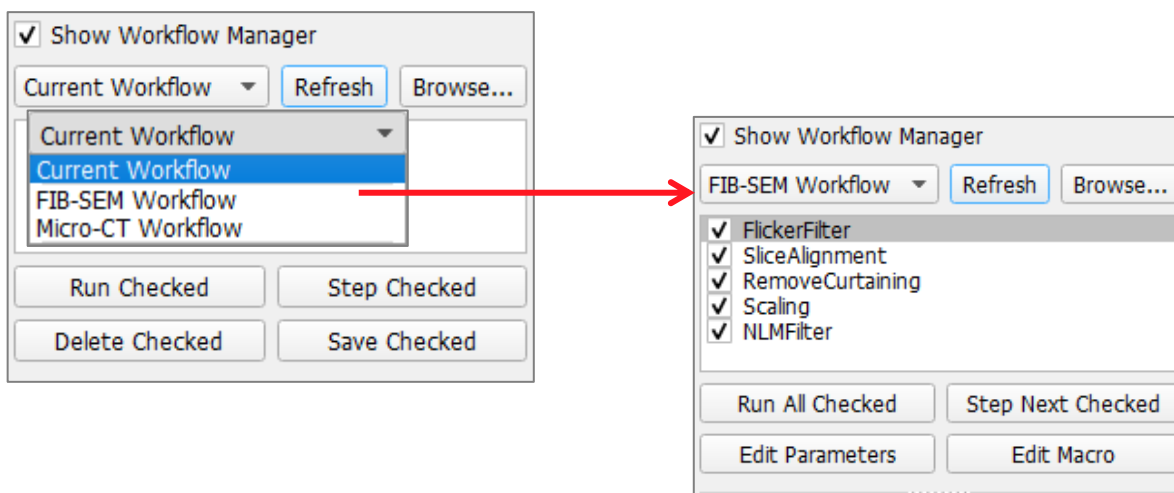 Show Workflow Manager
Current Workflow Refresh Browse...
Current Workflow
Current Workflow
FIB-SEM Workflow
Micro-CT Workflow
Run Checked Step Checked
Delete Checked Save Checked
Show Workflow Manager
FIB-SEM Workflow Refresh Browse...
FlickerFilter
SliceAlignment
RemoveCurtaining
Scaling
NLMFilter
Run All Checked Step Next Checked
Edit Parameters Edit Macro